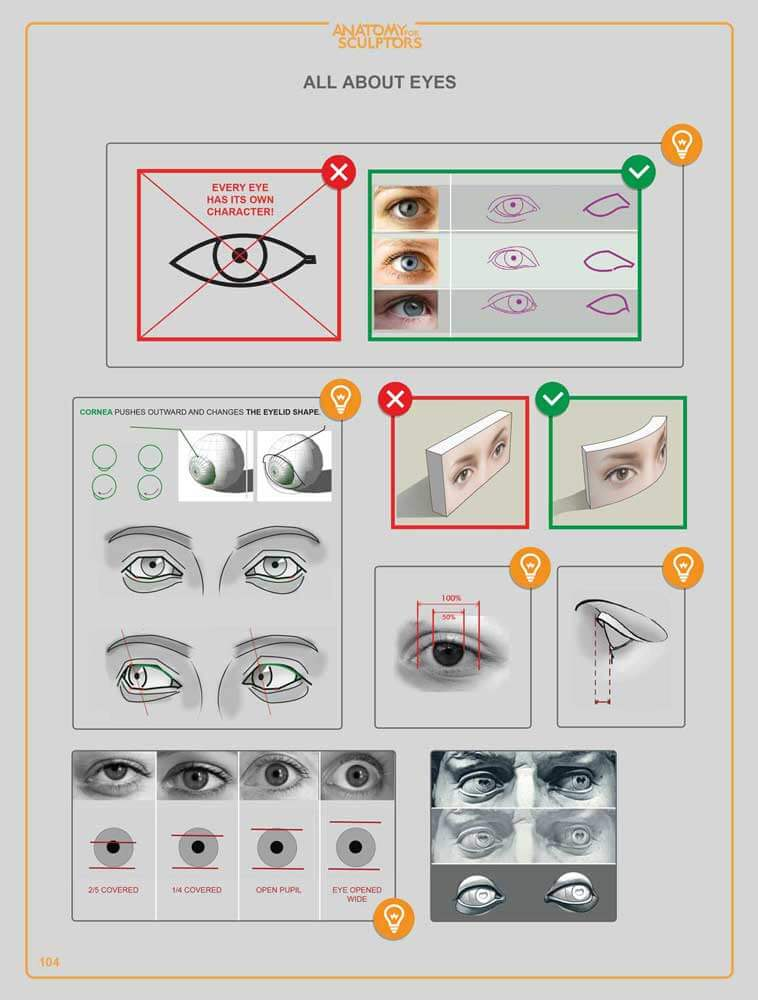 ANATOMY FOR
SCULPTORS
ALL ABOUT EYES
EVERY EYE
HAS ITS OWN
CHARACTER!
CORNEA PUSHES OUTWARD AND CHANGES THE EYELID SHAPE.
100%
50%
2/5 COVERED
1/4 COVERED
OPEN PUPIL
EYE OPENED
WIDE
104